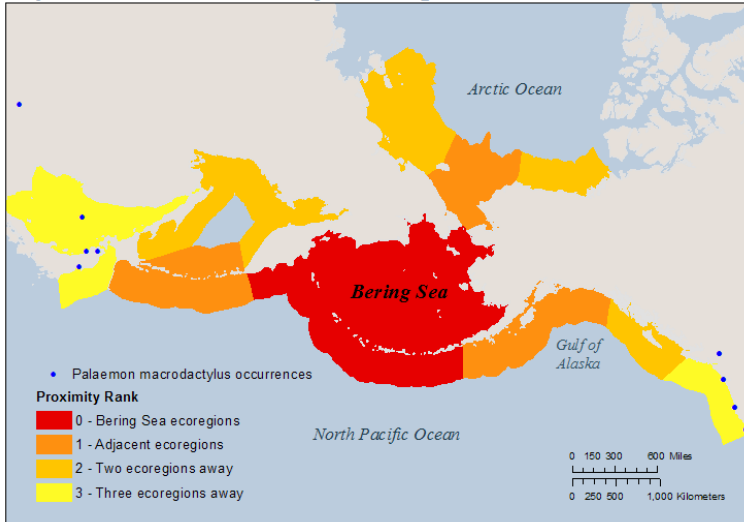 Arctic Ocean
Bering Sea
Gulf of
Alaska
Palaemon macrodactylus occurrences
Proximity Rank
0 - Bering Sea ecoregions
1 - Adjacent ecoregions
2 - Two ecoregions away
3 - Three ecoregions away
North Pacific Ocean
0 150 300 600 Miles
0 250 500 1,000 Kilometers